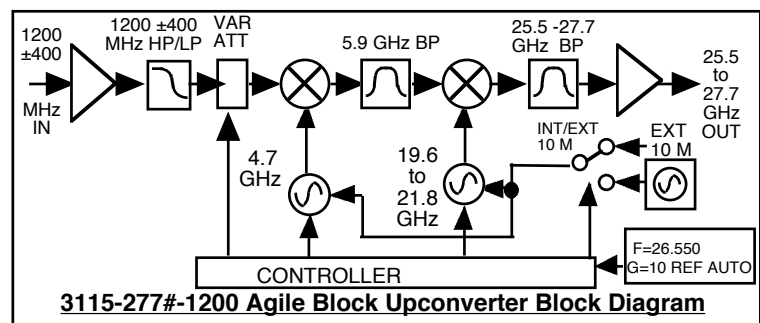 1200
±400
MHz
IN
1200 ±400
MHz HP/LP
VAR
ATT
5.9 GHz BP
25.5 -27.7
GHz BP
25.5
to
27.7
GHz
OUT
4.7
GHz
19.6
to
21.8
GHz
INT/EXT
10 M
EXT
10 M
CONTROLLER
F=26.550
G=10 REF AUTO
3115-277#-1200 Agile Block Upconverter Block Diagram